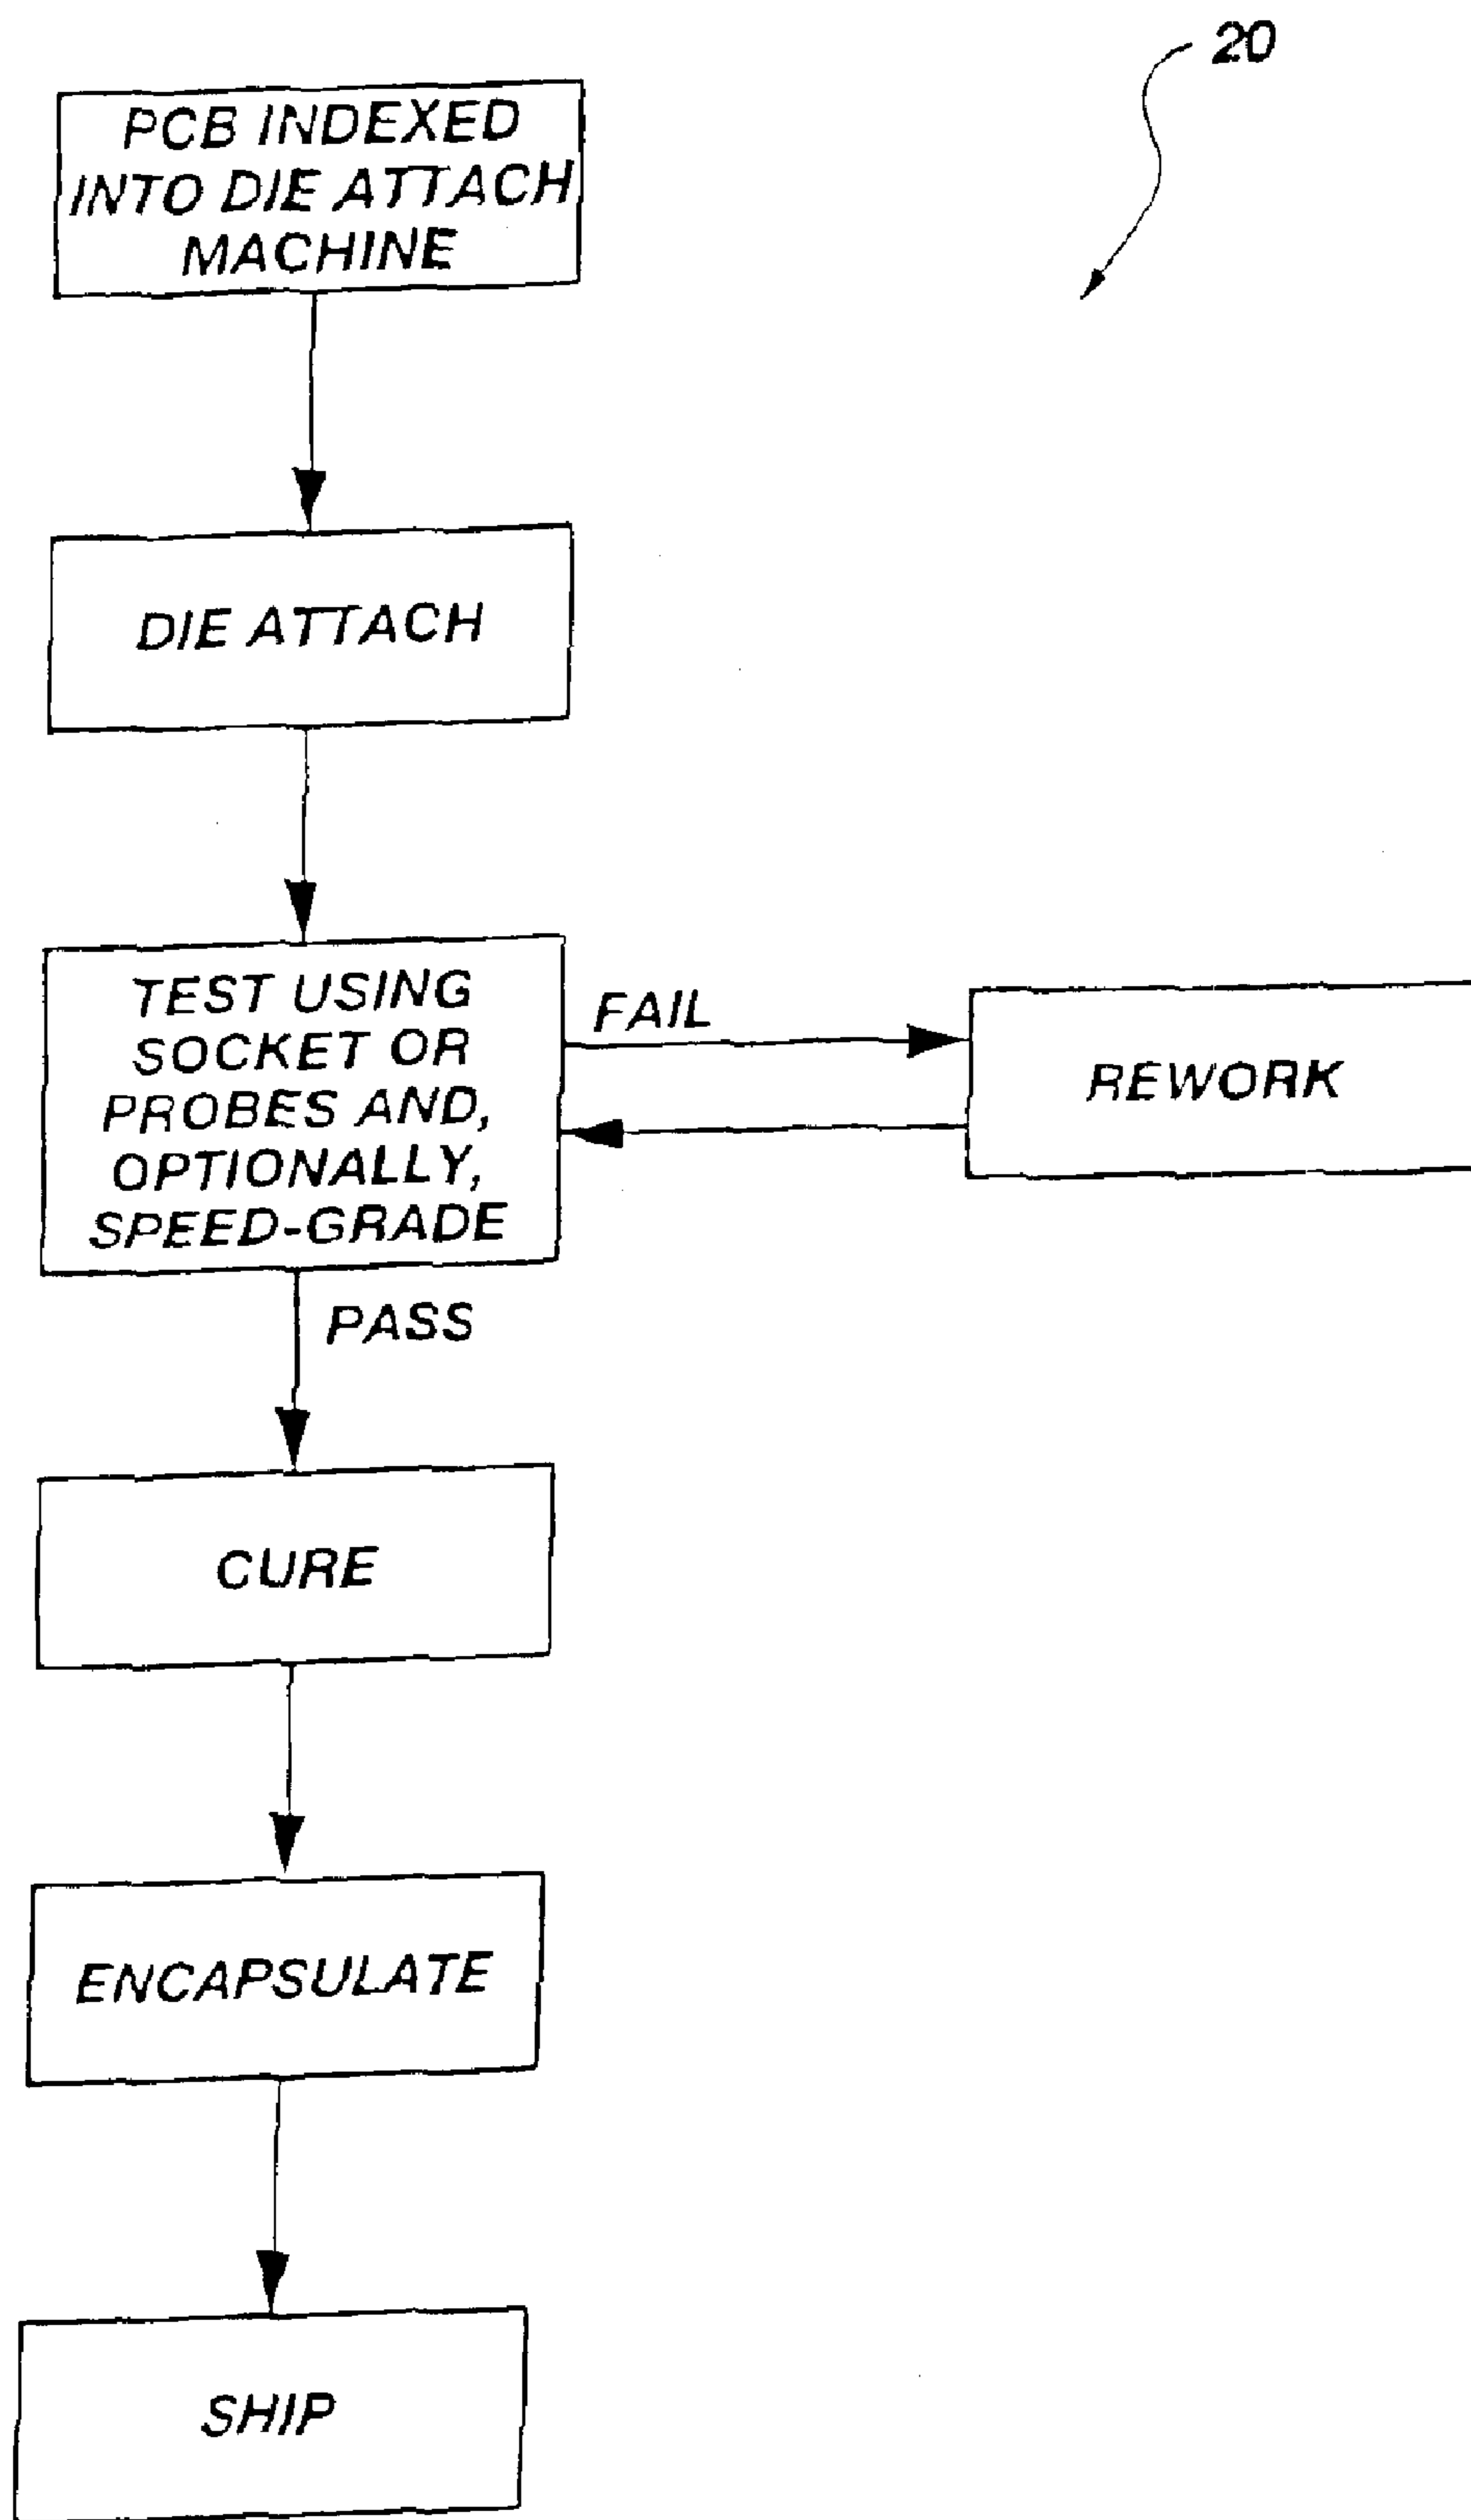 20
PCB INDEXED
INTO DIE ATTACH
MACHINE
DIE ATTACH
TEST USING
SOCKET OR
PROBES AND,
OPTIONALLY,
SPEED-GRADE
FAIL
REWORK
PASS
CURE
ENCAPSULATE
SHIP